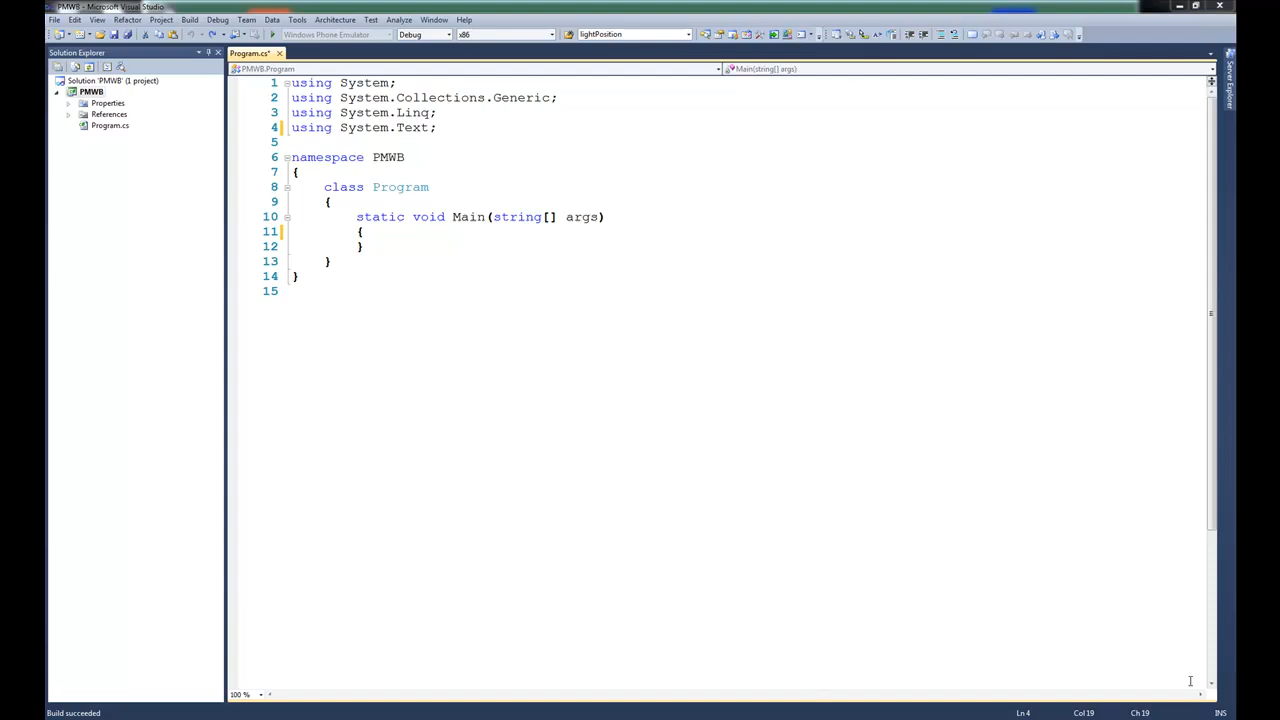 PMWB - Microsoft Visual Studio
File Edit View Refactor Project Build Debug Team Data Tools Architecture Test Analyze Window Help
Windows Phone Emulator Debug x86 lightPosition
Solution Explorer
Program.cs*
PMWB.Program
Main(string[] args)
Solution 'PMWB' (1 project)
PMWB
Properties
References
Program.cs
1 using System;
2 using System.Collections.Generic;
3 using System.Linq;
4 using System.Text;
5
6 namespace PMWB
7 {
8 class Program
9 {
10 static void Main(string[] args)
11 {
12 }
13 }
14 }
15
Server Explorer
100 %
Build succeeded
Ln 4 Col 19 Ch 19 INS